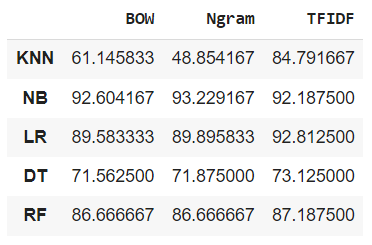 BOW Ngram TFIDF
KNN 61.145833 48.854167 84.791667
NB 92.604167 93.229167 92.187500
LR 89.583333 89.895833 92.812500
DT 71.562500 71.875000 73.125000
RF 86.666667 86.666667 87.187500